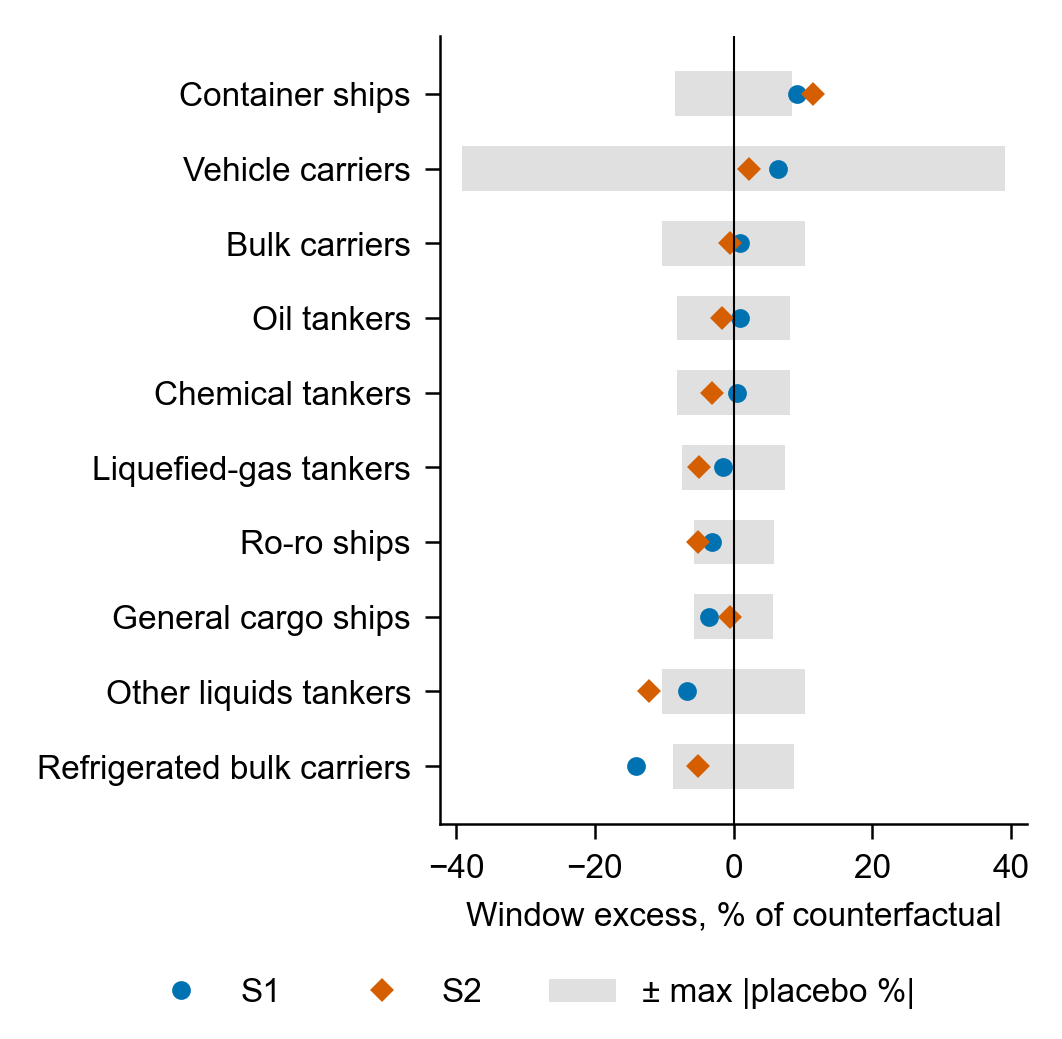 Container ships
Vehicle carriers
Bulk carriers
Oil tankers
Chemical tankers
Liquefied-gas tankers
Ro-ro ships
General cargo ships
Other liquids tankers
Refrigerated bulk carriers
−40 −20 0 20 40
Window excess, % of counterfactual
S1 S2 ± max |placebo %|